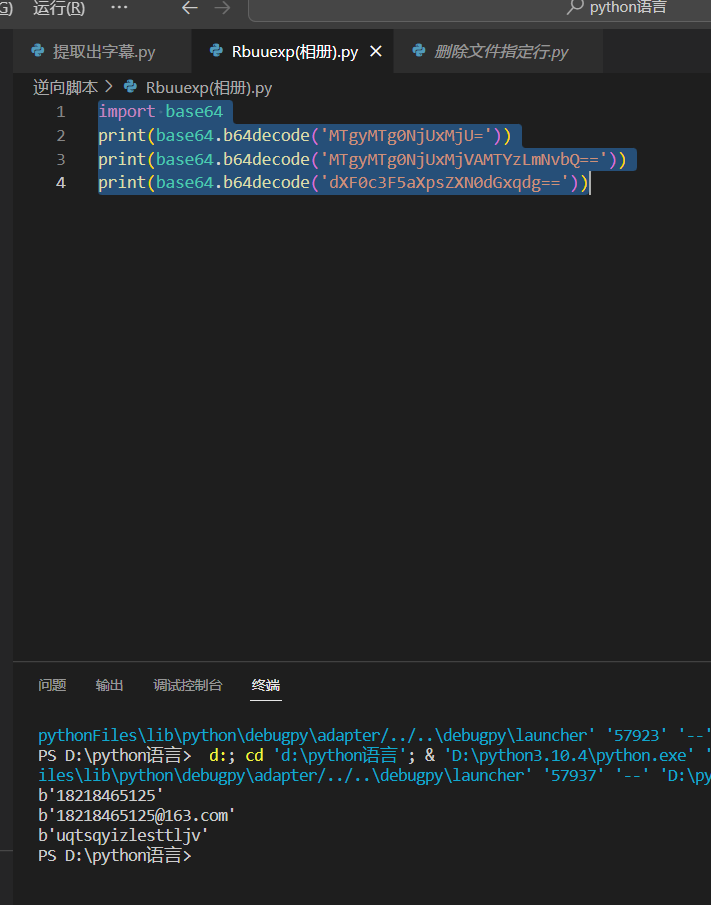 G) 运行(R) ··· ← → python语言
提取出字幕.py Rbuuexp(相册).py × 删除文件指定行.py
逆向脚本 > Rbuuexp(相册).py
1 import base64
2 print(base64.b64decode('MTgyMTg0NjUxMjU='))
3 print(base64.b64decode('MTgyMTg0NjUxMjVAMTYzLmNvbQ=='))
4 print(base64.b64decode('dXF0c3F5aXpsZXN0dGxqdg=='))
问题 输出 调试控制台 终端
pythonFiles\lib\python\debugpy\adapter/../..\debugpy\launcher' '57923' '--'
PS D:\python语言> d:; cd 'd:\python语言'; & 'D:\python3.10.4\python.exe' '
iles\lib\python\debugpy\adapter/../..\debugpy\launcher' '57937' '--' 'D:\p
b'18218465125'
b'18218465125@163.com'
b'uqtsqyizlesttljv'
PS D:\python语言>